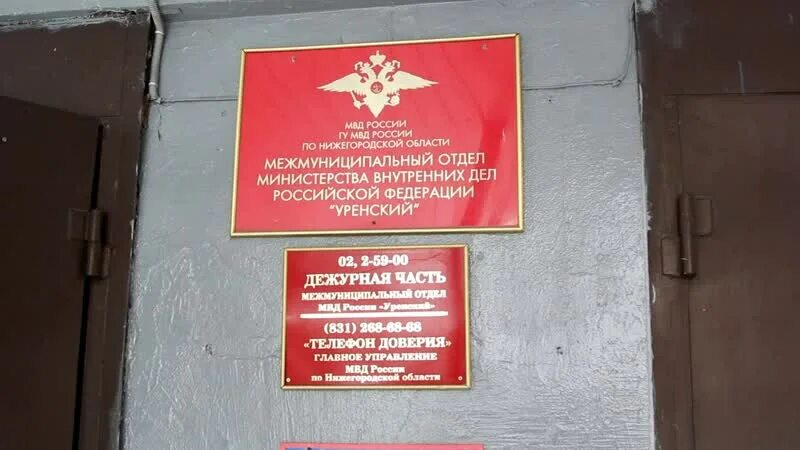 МВД РОССИИ
ГУ МВД РОССИИ
ПО НИЖЕГОРОДСКОЙ ОБЛАСТИ
МЕЖМУНИЦИПАЛЬНЫЙ ОТДЕЛ
МИНИСТЕРСТВА ВНУТРЕННИХ ДЕЛ
РОССИЙСКОЙ ФЕДЕРАЦИИ
"УРЕНСКИЙ"
02, 2-59-00
ДЕЖУРНАЯ ЧАСТЬ
МЕЖМУНИЦИПАЛЬНЫЙ ОТДЕЛ
МВД России «Уренский»
(831) 268-68-68
«ТЕЛЕФОН ДОВЕРИЯ»
ГЛАВНОЕ УПРАВЛЕНИЕ
МВД России
по Нижегородской области